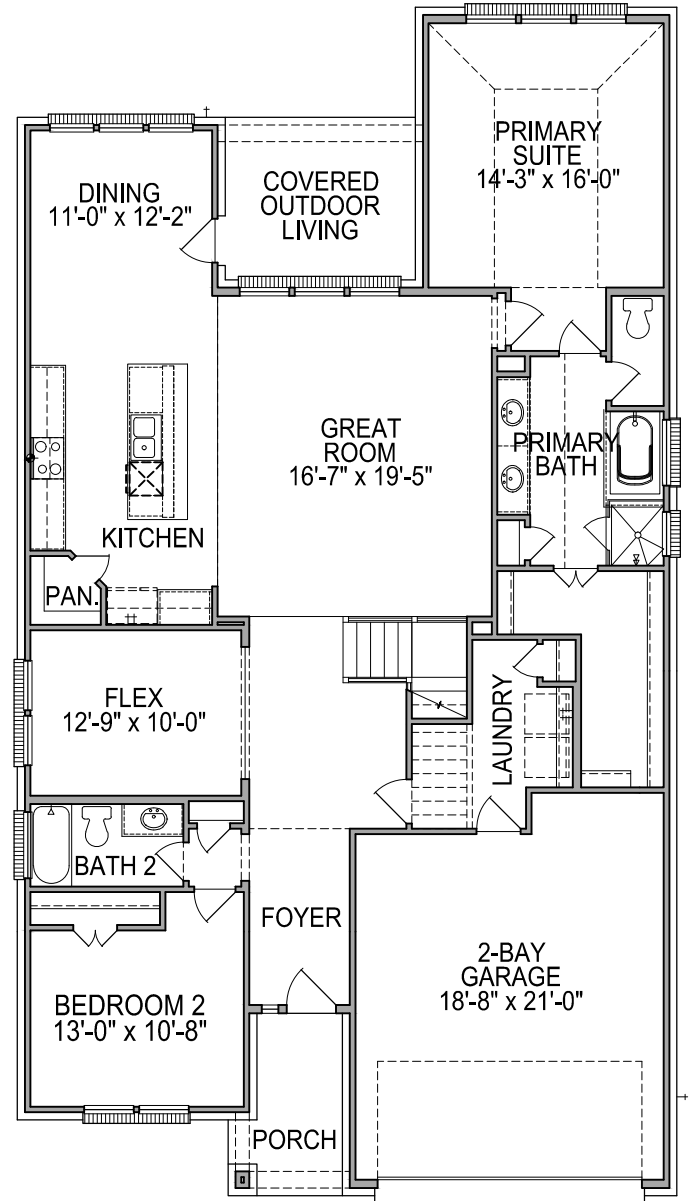 PRIMARY
SUITE
14'-3" x 16'-0"
DINING
11'-0" x 12'-2"
COVERED
OUTDOOR
LIVING
GREAT
ROOM
16'-7" x 19'-5"
PRIMARY
BATH
KITCHEN
PAN.
FLEX
12'-9" x 10'-0"
LAUNDRY
BATH 2
FOYER
BEDROOM 2
13'-0" x 10'-8"
2-BAY
GARAGE
18'-8" x 21'-0"
PORCH